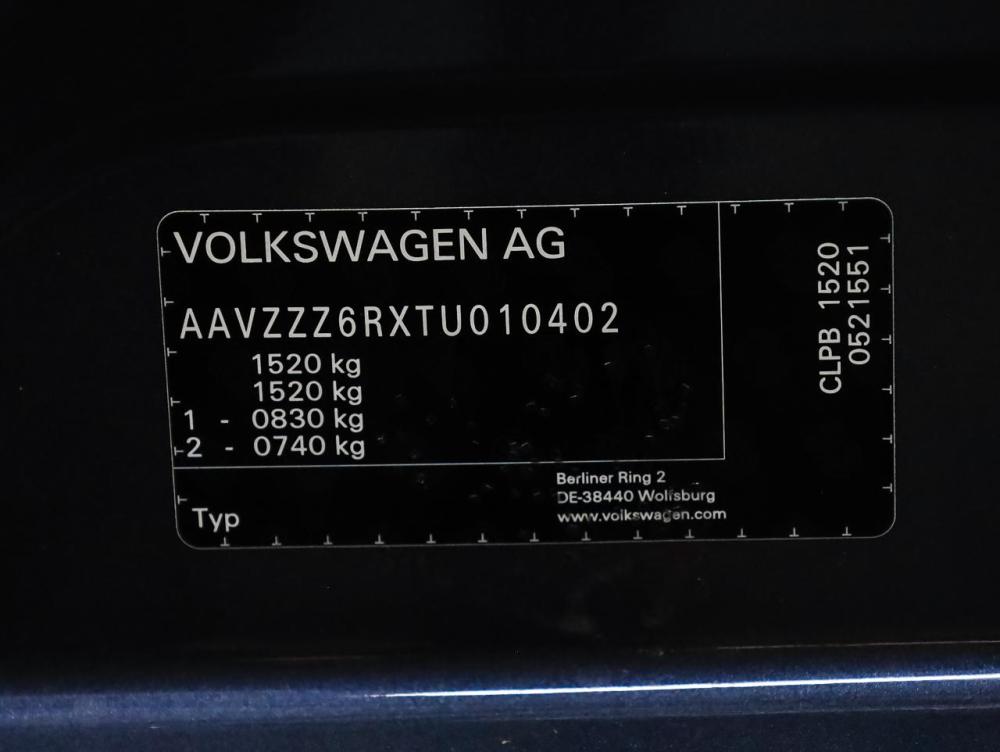 VOLKSWAGEN AG
AAVZZZ6RXTU010402
1520 kg
1520 kg
1 - 0830 kg
2 - 0740 kg
Typ
Berliner Ring 2
DE-38440 Wolfsburg
www.volkswagen.com
CLPB 1520
0521551